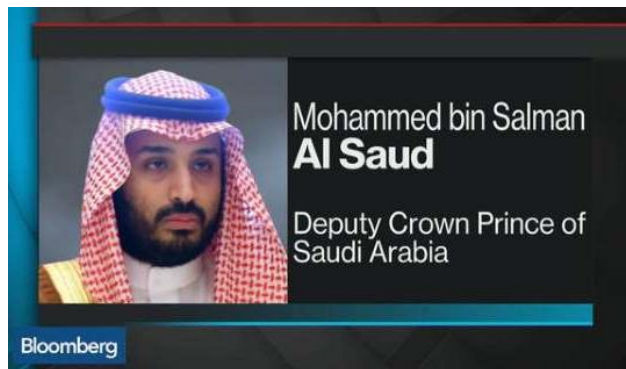 Mohammed bin Salman
Al Saud
Deputy Crown Prince of
Saudi Arabia
Bloomberg